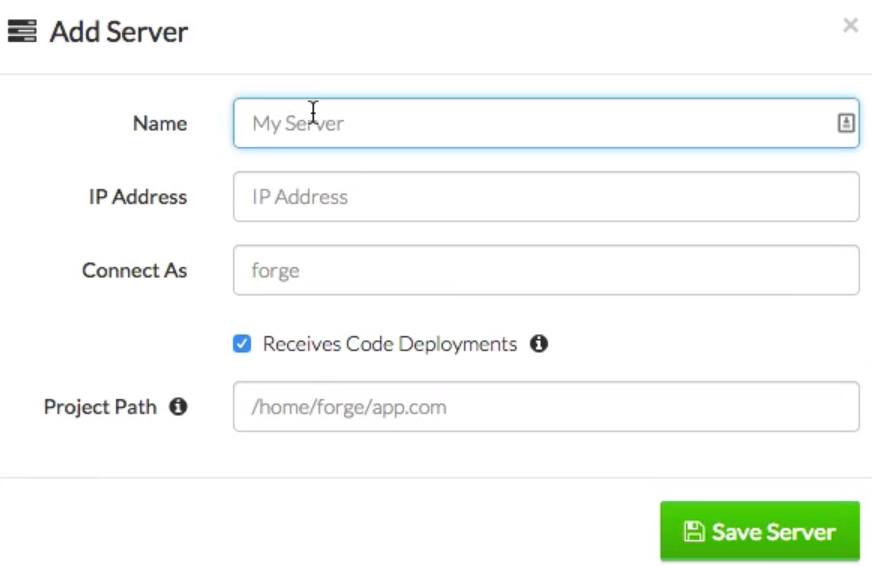 Add Server
Name My Server
IP Address IP Address
Connect As forge
Receives Code Deployments
Project Path /home/forge/app.com
Save Server